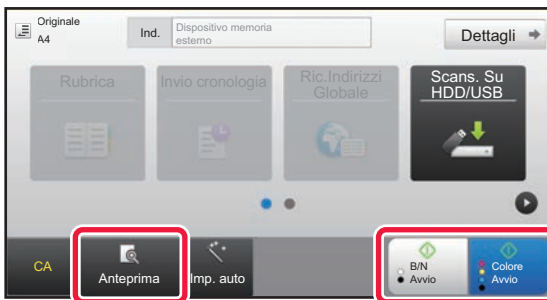 Originale
A4
Ind.
Dispositivo memoria
esterno
Dettagli
Rubrica
Invio cronologia
Ric.Indirizzi
Globale
Scans. Su
HDD/USB
CA
Anteprima
Imp. auto
B/N
Avvio
Colore
Avvio